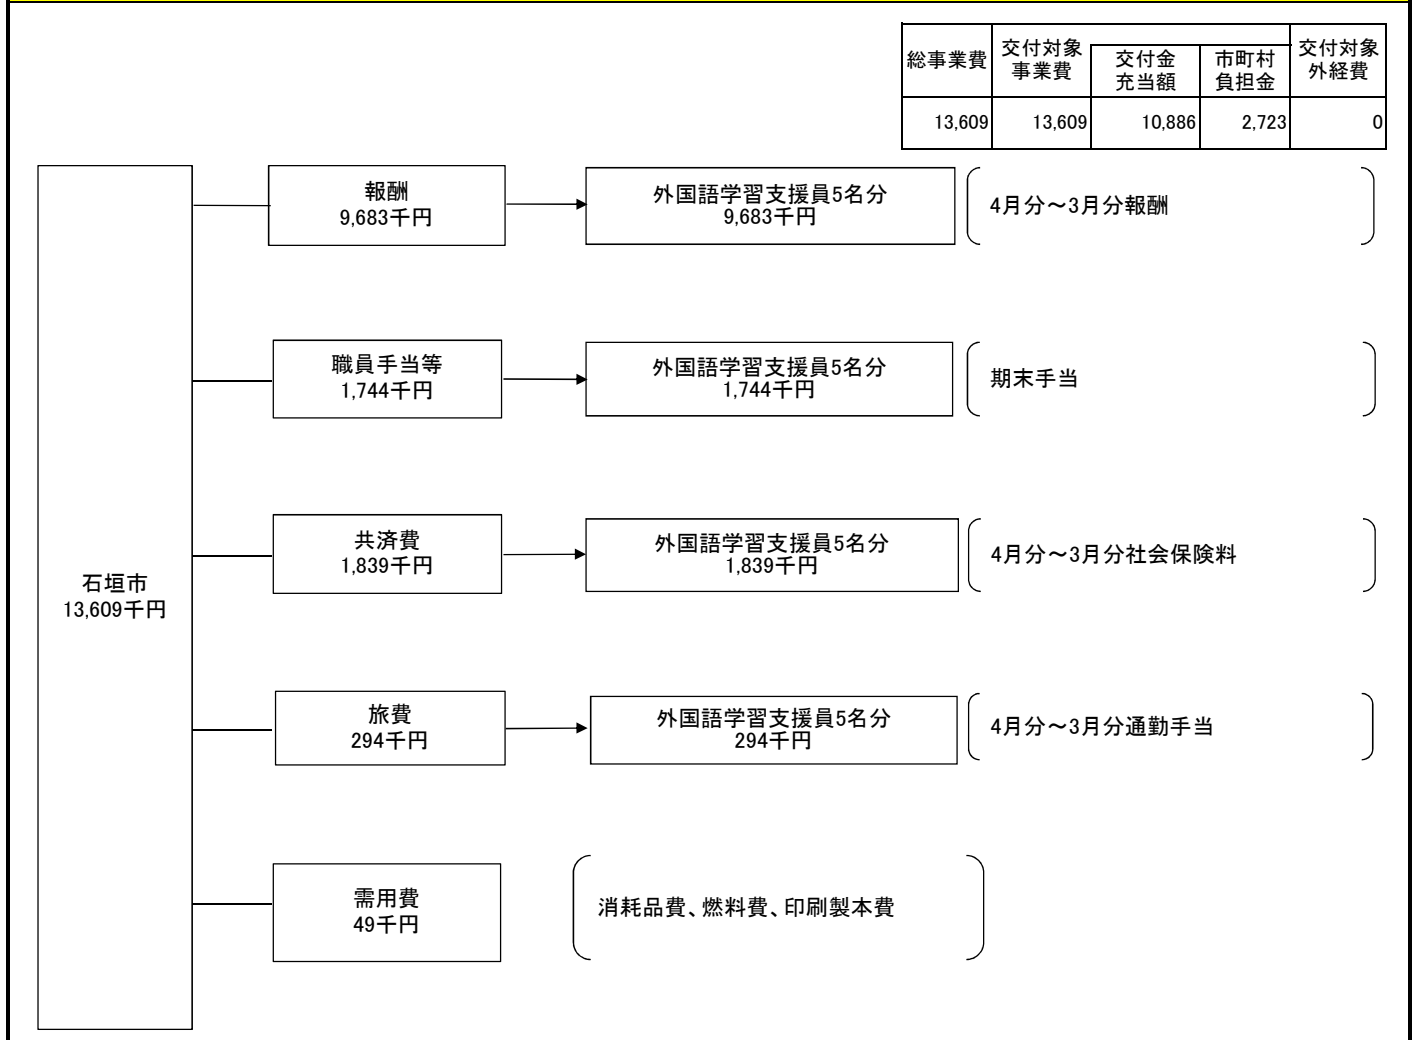 総事業費
交付対象
事業費
交付金
充当額
市町村
負担金
交付対象
外経費
13,609
13,609
10,886
2,723
0
石垣市
13,609千円
報酬
9,683千円
外国語学習支援員5名分
9,683千円
4月分～3月分報酬
職員手当等
1,744千円
外国語学習支援員5名分
1,744千円
期末手当
共済費
1,839千円
外国語学習支援員5名分
1,839千円
4月分～3月分社会保険料
旅費
294千円
外国語学習支援員5名分
294千円
4月分～3月分通勤手当
需用費
49千円
消耗品費、燃料費、印刷製本費